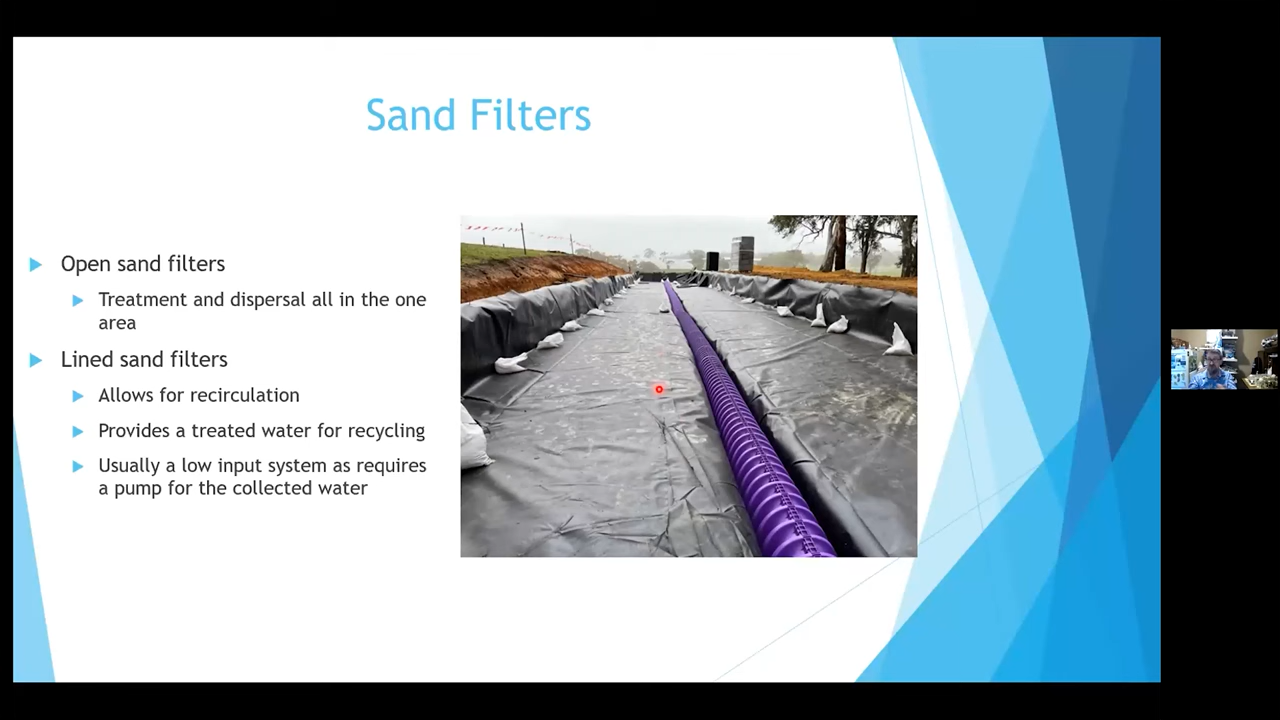 Sand Filters
Open sand filters
Treatment and dispersal all in the one
area
Lined sand filters
Allows for recirculation
Provides a treated water for recycling
Usually a low input system as requires
a pump for the collected water